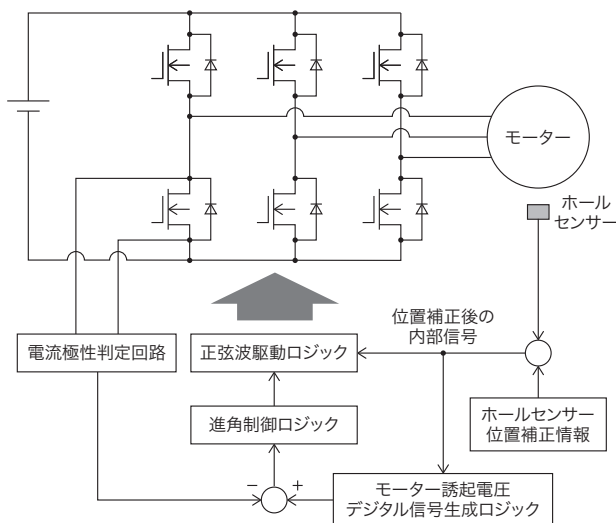 モーター
ホール
センサー
位置補正後の
内部信号
電流極性判定回路
正弦波駆動ロジック
進角制御ロジック
ホールセンサー
位置補正情報
−
+
モーター誘起電圧
デジタル信号生成ロジック